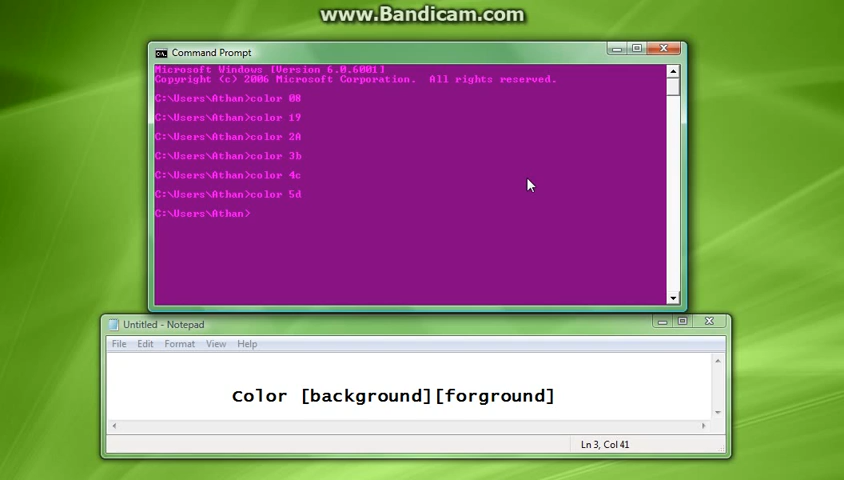 www.Bandicam.com
Command Prompt
Microsoft Windows [Version 6.0.6001]
Copyright (c) 2006 Microsoft Corporation.  All rights reserved.
C:\Users\Athan>color 08
C:\Users\Athan>color 19
C:\Users\Athan>color 2A
C:\Users\Athan>color 3b
C:\Users\Athan>color 4c
C:\Users\Athan>color 5d
C:\Users\Athan>
Untitled - Notepad
File Edit Format View Help
Color [background][forground]
Ln 3, Col 41